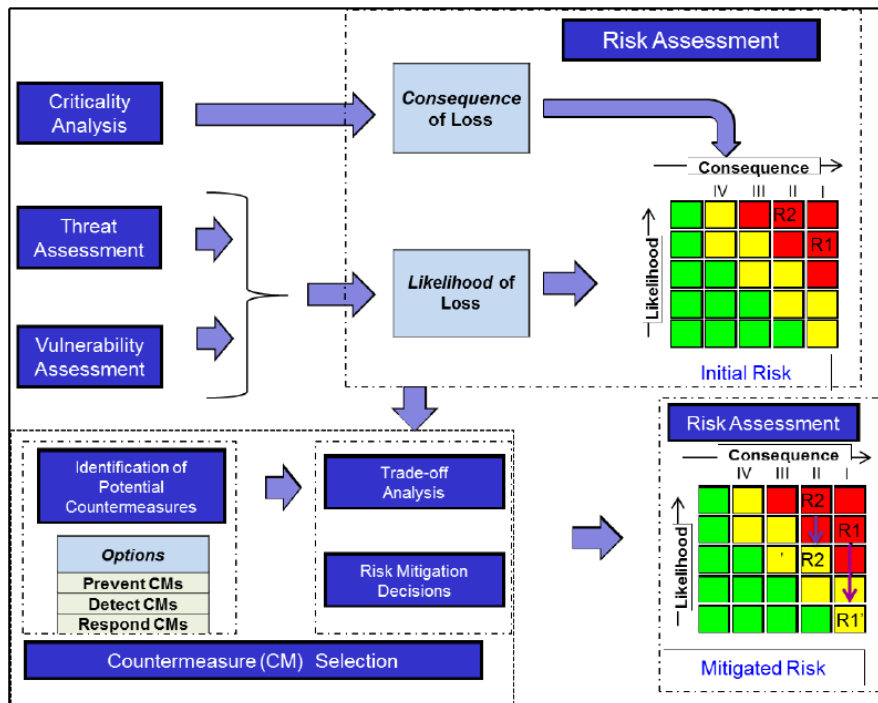 Risk Assessment
Criticality
Analysis
Consequence
of Loss
Consequence
IV III II I
Threat
Assessment
Likelihood of
Loss
Vulnerability
Assessment
Likelihood
R2
R1
Initial Risk
Identification of
Potential
Countermeasures
Options
Prevent CMs
Detect CMs
Respond CMs
Trade-off
Analysis
Risk Mitigation
Decisions
Countermeasure (CM) Selection
Risk Assessment
Consequence
IV III II I
Likelihood
R2
R1
' R2
R1'
Mitigated Risk